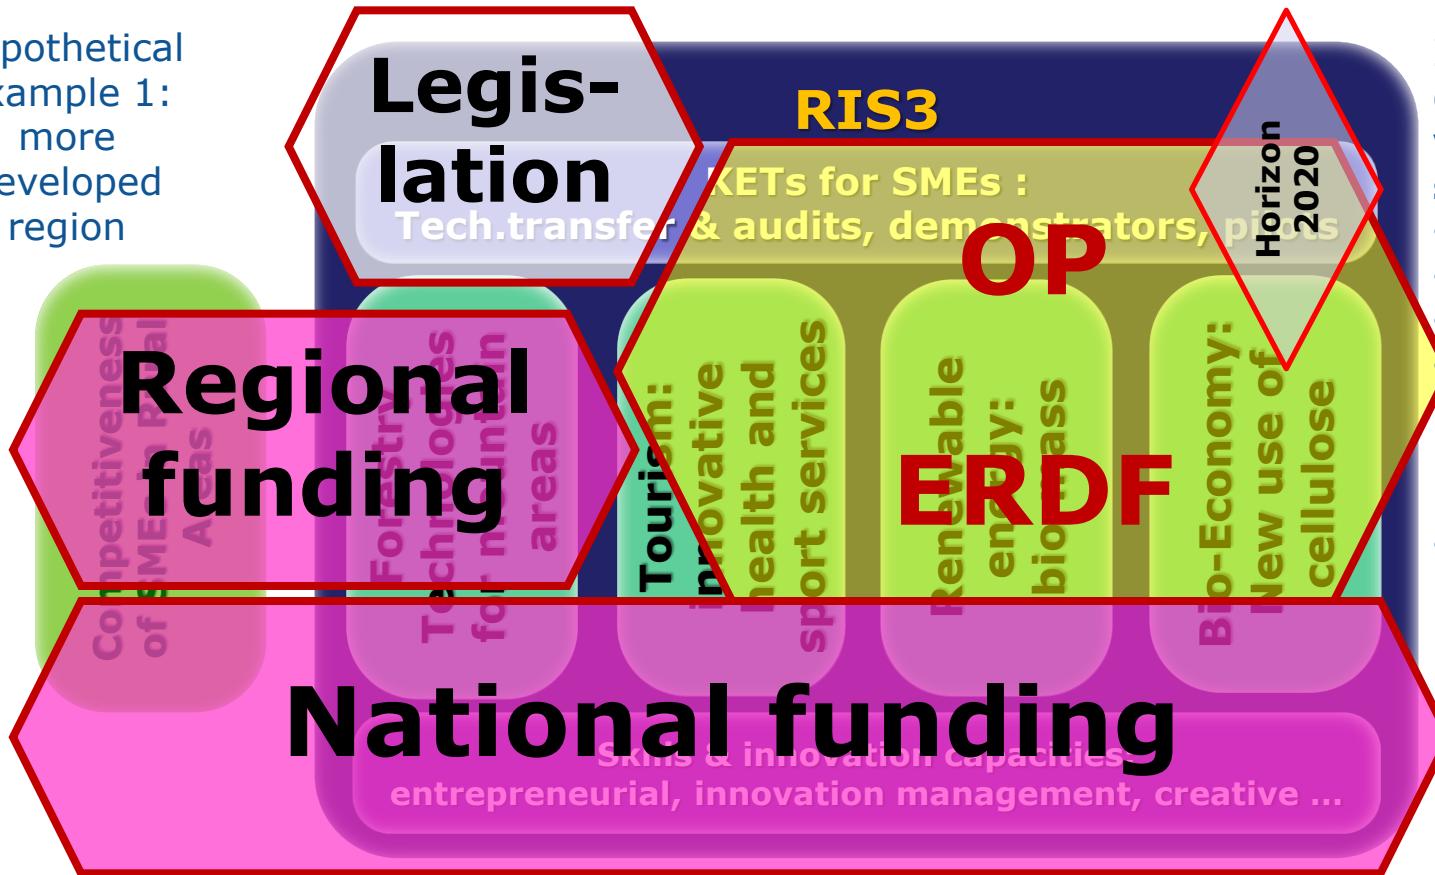 pothetical
xample 1:
more
eveloped
region
Legis-
lation
RIS3
KETs for SMEs :
Tech.transfer & audits, demonstrators, pilots
Horizon
2020
OP
ERDF
Regional
funding
Competitiveness
of SMEs in Rural
Areas
Forestry
Technologies
for mountain
areas
Tourism:
innovative
health and
sport services
Renewable
energy:
biomass
Bio-Economy:
New use of
cellulose
National funding
Skills & innovation capacities:
entrepreneurial, innovation management, creative ...